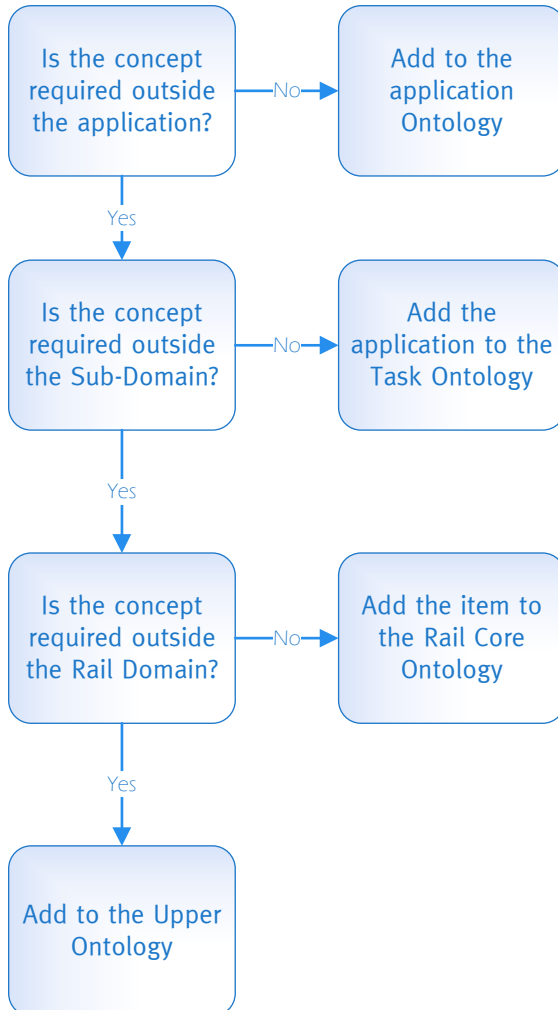 Is the concept
required outside
the application?
No
Add to the
application
Ontology
Yes
Is the concept
required outside
the Sub-Domain?
No
Add the
application to the
Task Ontology
Yes
Is the concept
required outside
the Rail Domain?
No
Add the item to
the Rail Core
Ontology
Yes
Add to the Upper
Ontology